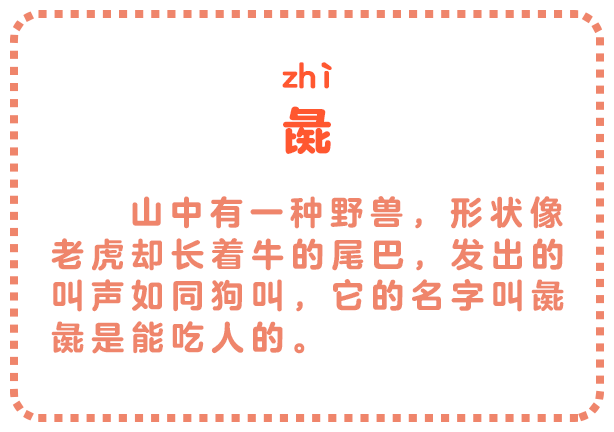 zhì
彘
山中有一种野兽，形状像
老虎却长着牛的尾巴，发出的
叫声如同狗叫，它的名字叫彘
彘是能吃人的。